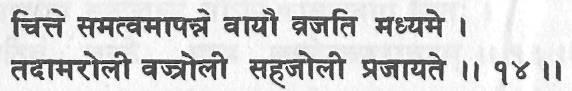 चित्ते समत्वमापन्ने वायौ व्रजति मध्यमे ।
तदामरोली वज्रोली सहजोली प्रजायते ।। १४ ।।